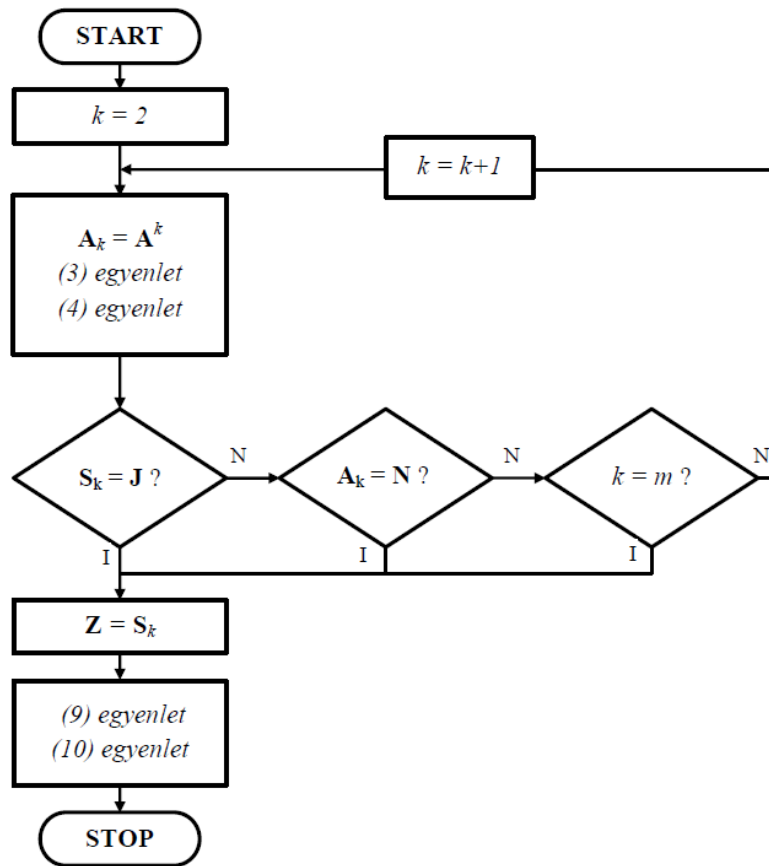 START
k = 2
k = k+1
A_k = A^k
(3) egyenlet
(4) egyenlet
S_k = J ?
N
A_k = N ?
N
k = m ?
N
I
I
I
Z = S_k
(9) egyenlet
(10) egyenlet
STOP